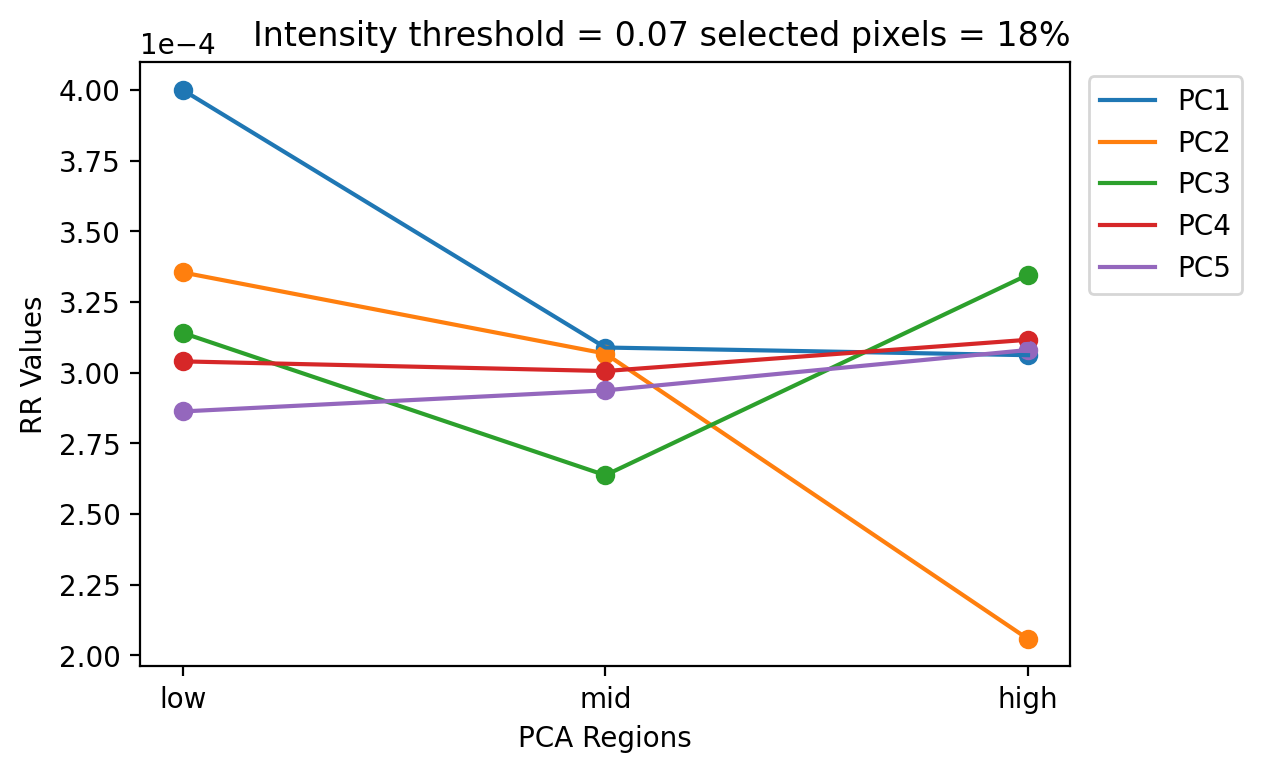 Intensity threshold = 0.07 selected pixels = 18%
1e−4
4.00
3.75
3.50
3.25
3.00
2.75
2.50
2.25
2.00
RR Values
low mid high
PCA Regions
PC1
PC2
PC3
PC4
PC5